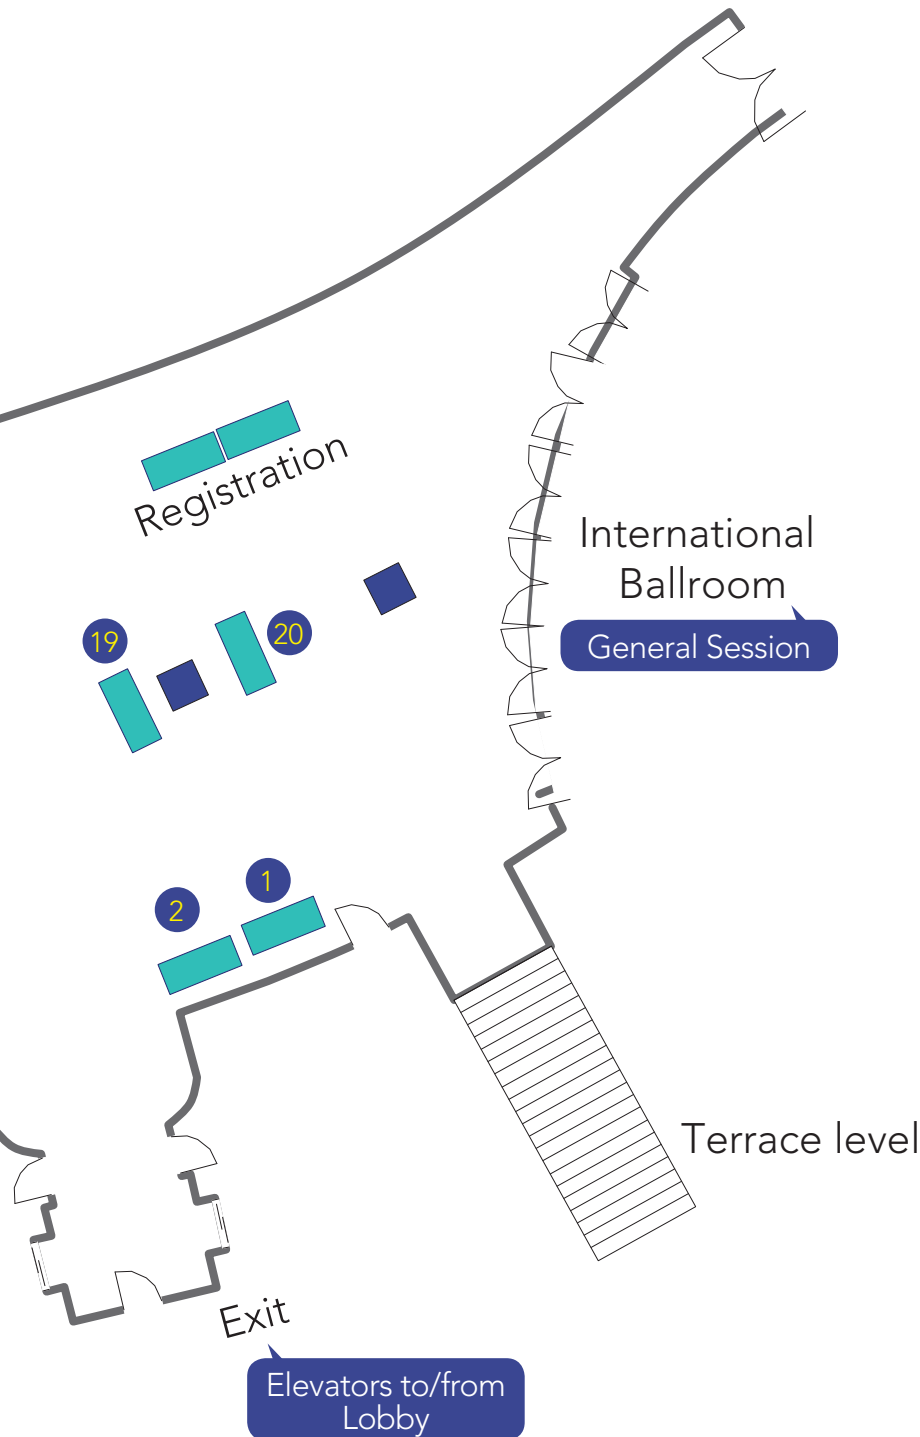 Registration
International
Ballroom
General Session
19
20
1
2
Terrace level
Exit
Elevators to/from
Lobby